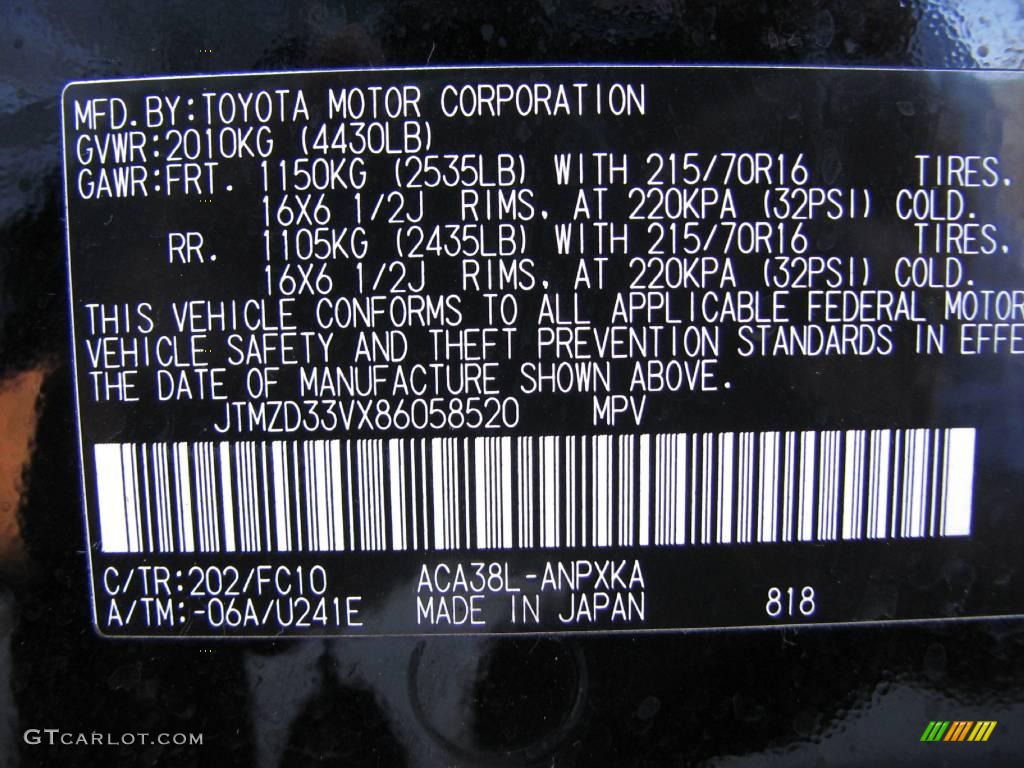 MFD.BY:TOYOTA MOTOR CORPORATION
GVWR:2010KG (4430LB)
GAWR:FRT. 1150KG (2535LB) WITH 215/70R16 TIRES.
16X6 1/2J RIMS, AT 220KPA (32PSI) COLD.
RR. 1105KG (2435LB) WITH 215/70R16 TIRES.
16X6 1/2J RIMS, AT 220KPA (32PSI) COLD.
THIS VEHICLE CONFORMS TO ALL APPLICABLE FEDERAL MOTOR
VEHICLE SAFETY AND THEFT PREVENTION STANDARDS IN EFFE
THE DATE OF MANUFACTURE SHOWN ABOVE.
JTMZD33VX86058520 MPV
C/TR:202/FC10 ACA38L-ANPXKA
A/TM:-06A/U241E MADE IN JAPAN 818
GTCARLOT.COM